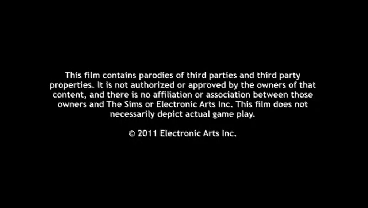 This film contains parodies of third parties and third party
properties. It is not authorized or approved by the owners of that
content, and there is no affiliation or association between those
owners and The Sims or Electronic Arts Inc. This film does not
necessarily depict actual game play.
© 2011 Electronic Arts Inc.